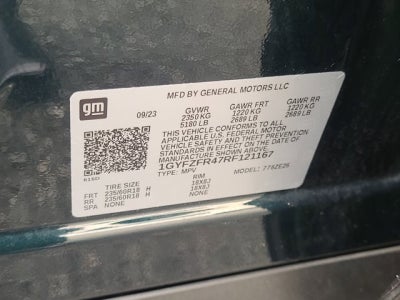 MFD BY GENERAL MOTORS LLC
gm
09/23 GVWR GAWR FRT GAWR RR
2350 KG 1220 KG 1220 KG
5180 LB 2689 LB 2689 LB
THIS VEHICLE CONFORMS TO ALL
APPLICABLE U.S. FEDERAL MOTOR
VEHICLE SAFETY AND THEFT PREVENTION
STANDARDS IN EFFECT ON THE DATE OF
MANUFACTURE SHOWN ABOVE.
1GYFZFR47RF121167
TYPE: MPV MODEL:
TIRE SIZE RIM
FRT 235/60R18 H 18X8J
RR 235/60R18 H 18X8J
SPA NONE NONE